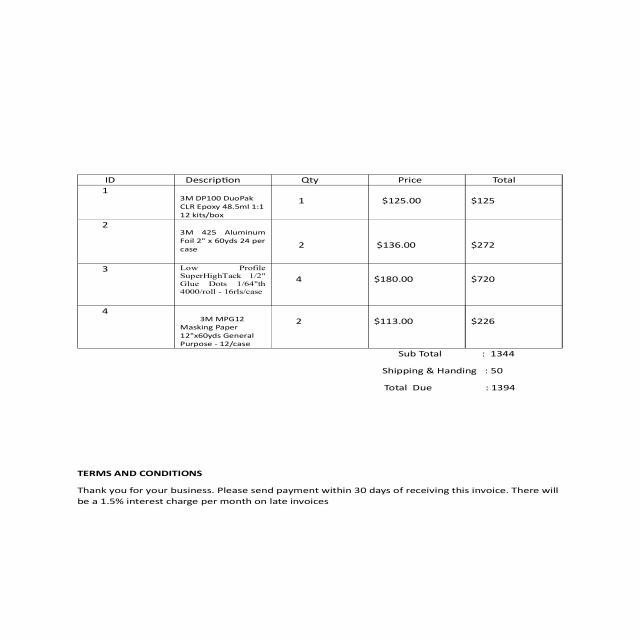 ID Description Qty Price Total
1
3M DP100 DuoPak
CLR Epoxy 48.5ml 1:1
12 kits/box
1 $125.00 $125
2
3M 425 Aluminum
Foil 2" x 60yds 24 per
case
2 $136.00 $272
3
Low Profile
SuperHighTack 1/2"
Glue Dots 1/64"th
4000/roll - 16rls/case
4 $180.00 $720
4
3M MPG12
Masking Paper
12"x60yds General
Purpose - 12/case
2 $113.00 $226
Sub Total : 1344
Shipping & Handing : 50
Total Due : 1394
TERMS AND CONDITIONS
Thank you for your business. Please send payment within 30 days of receiving this invoice. There will
be a 1.5% interest charge per month on late invoices